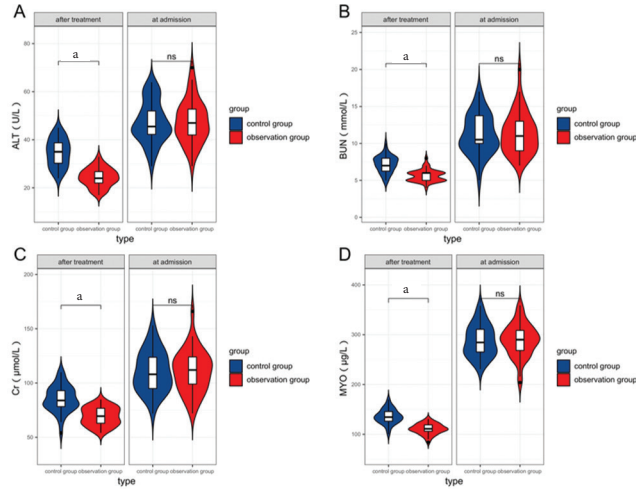 A
after treatment
at admission
80
60
40
20
a
ns
ALT ( U/L )
control group
observation group
control group
observation group
type
group
control group
observation group
B
after treatment
at admission
25
20
15
10
5
0
a
ns
BUN ( mmol/L )
control group
observation group
control group
observation group
type
group
control group
observation group
C
after treatment
at admission
200
150
100
50
a
ns
Cr ( μmol/L )
control group
observation group
control group
observation group
type
group
control group
observation group
D
after treatment
at admission
400
300
200
100
a
ns
MYO ( μg/L )
control group
observation group
control group
observation group
type
group
control group
observation group